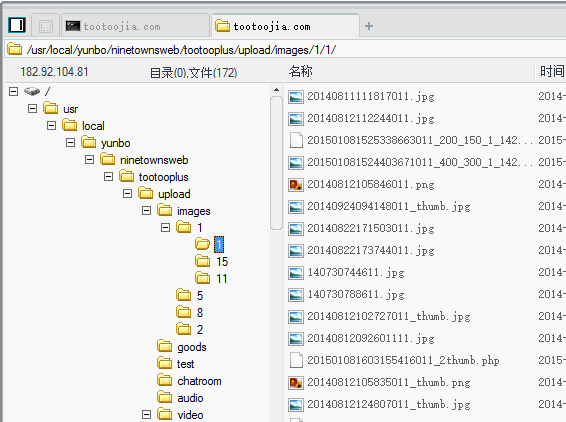 tootoojia.com
tootoojia.com
/usr/local/yunbo/ninetownsweb/tootooplus/upload/images/1/1/
182.92.104.81 目录(0),文件(172)
/
usr
local
yunbo
ninetownsweb
tootooplus
upload
images
1
1
15
11
5
8
2
goods
test
chatroom
audio
video
名称 时间
20140811111817011.jpg 2014-
20140812112244011.jpg 2014-
201501081525338663011_200_150_1_142... 2015-
201501081524403671011_400_300_1_142... 2015-
20140812105846011.png 2014-
20140924094148011_thumb.jpg 2014-
20140822171503011.jpg 2014-
20140822173744011.jpg 2014-
140730744611.jpg 2014-
140730788611.jpg 2014-
20140812102727011_thumb.jpg 2014-
20140812092601111.jpg 2014-
201501081603155416011_2thumb.php 2015-
20140812105835011_thumb.png 2014-
20140812124807011_thumb.jpg 2014-